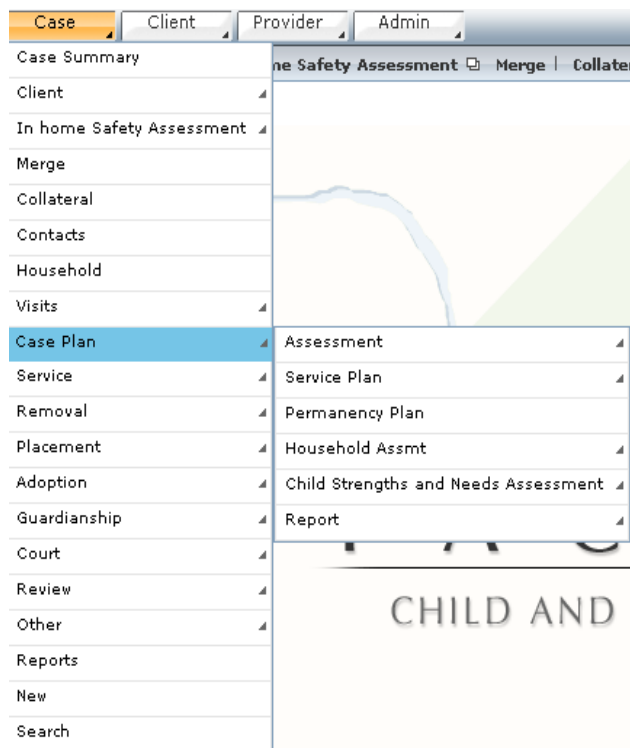 Case Client Provider Admin
Case Summary
me Safety Assessment Merge Collate
Client
In home Safety Assessment
Merge
Collateral
Contacts
Household
Visits
Case Plan
Assessment
Service
Service Plan
Removal
Permanency Plan
Placement
Household Assmt
Adoption
Child Strengths and Needs Assessment
Guardianship
Report
Court
Review
Other
CHILD AND
Reports
New
Search